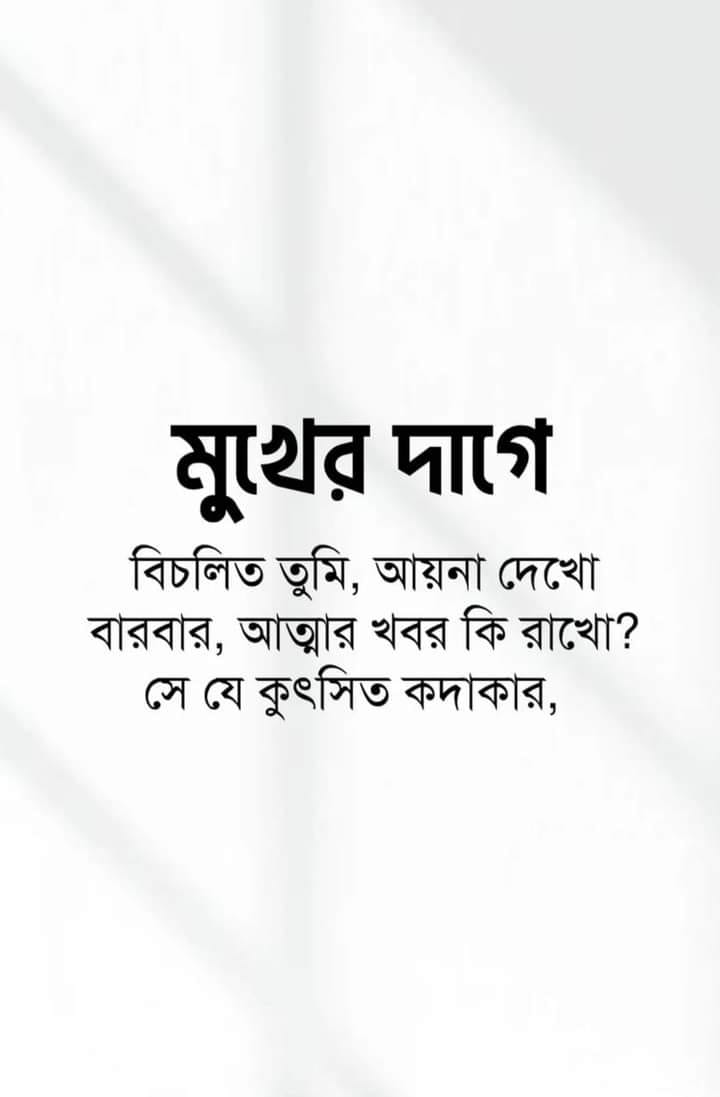 মুখের দাগে
বিচলিত তুমি, আয়না দেখো
বারবার, আত্মার খবর কি রাখো?
সে যে কুৎসিত কদাকার,